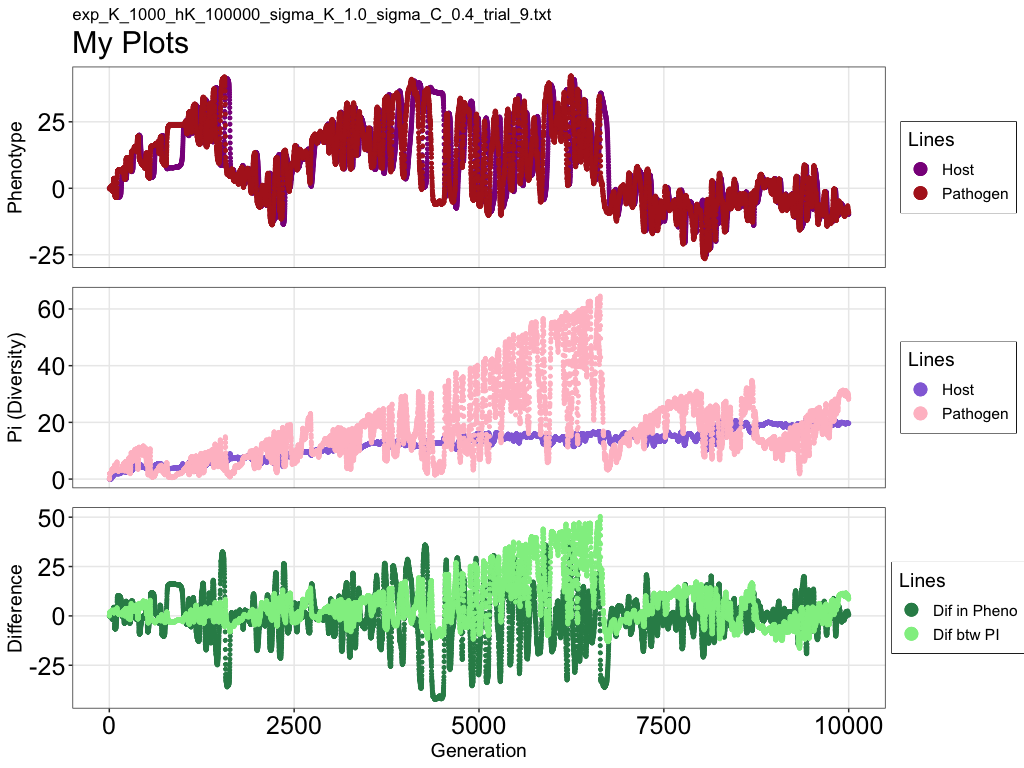 exp_K_1000_hK_100000_sigma_K_1.0_sigma_C_0.4_trial_9.txt
My Plots
Phenotype
25
0
-25
Lines
Host
Pathogen
Pi (Diversity)
60
40
20
0
Lines
Host
Pathogen
Difference
50
25
0
-25
Lines
Dif in Pheno
Dif btw PI
0 2500 5000 7500 10000
Generation